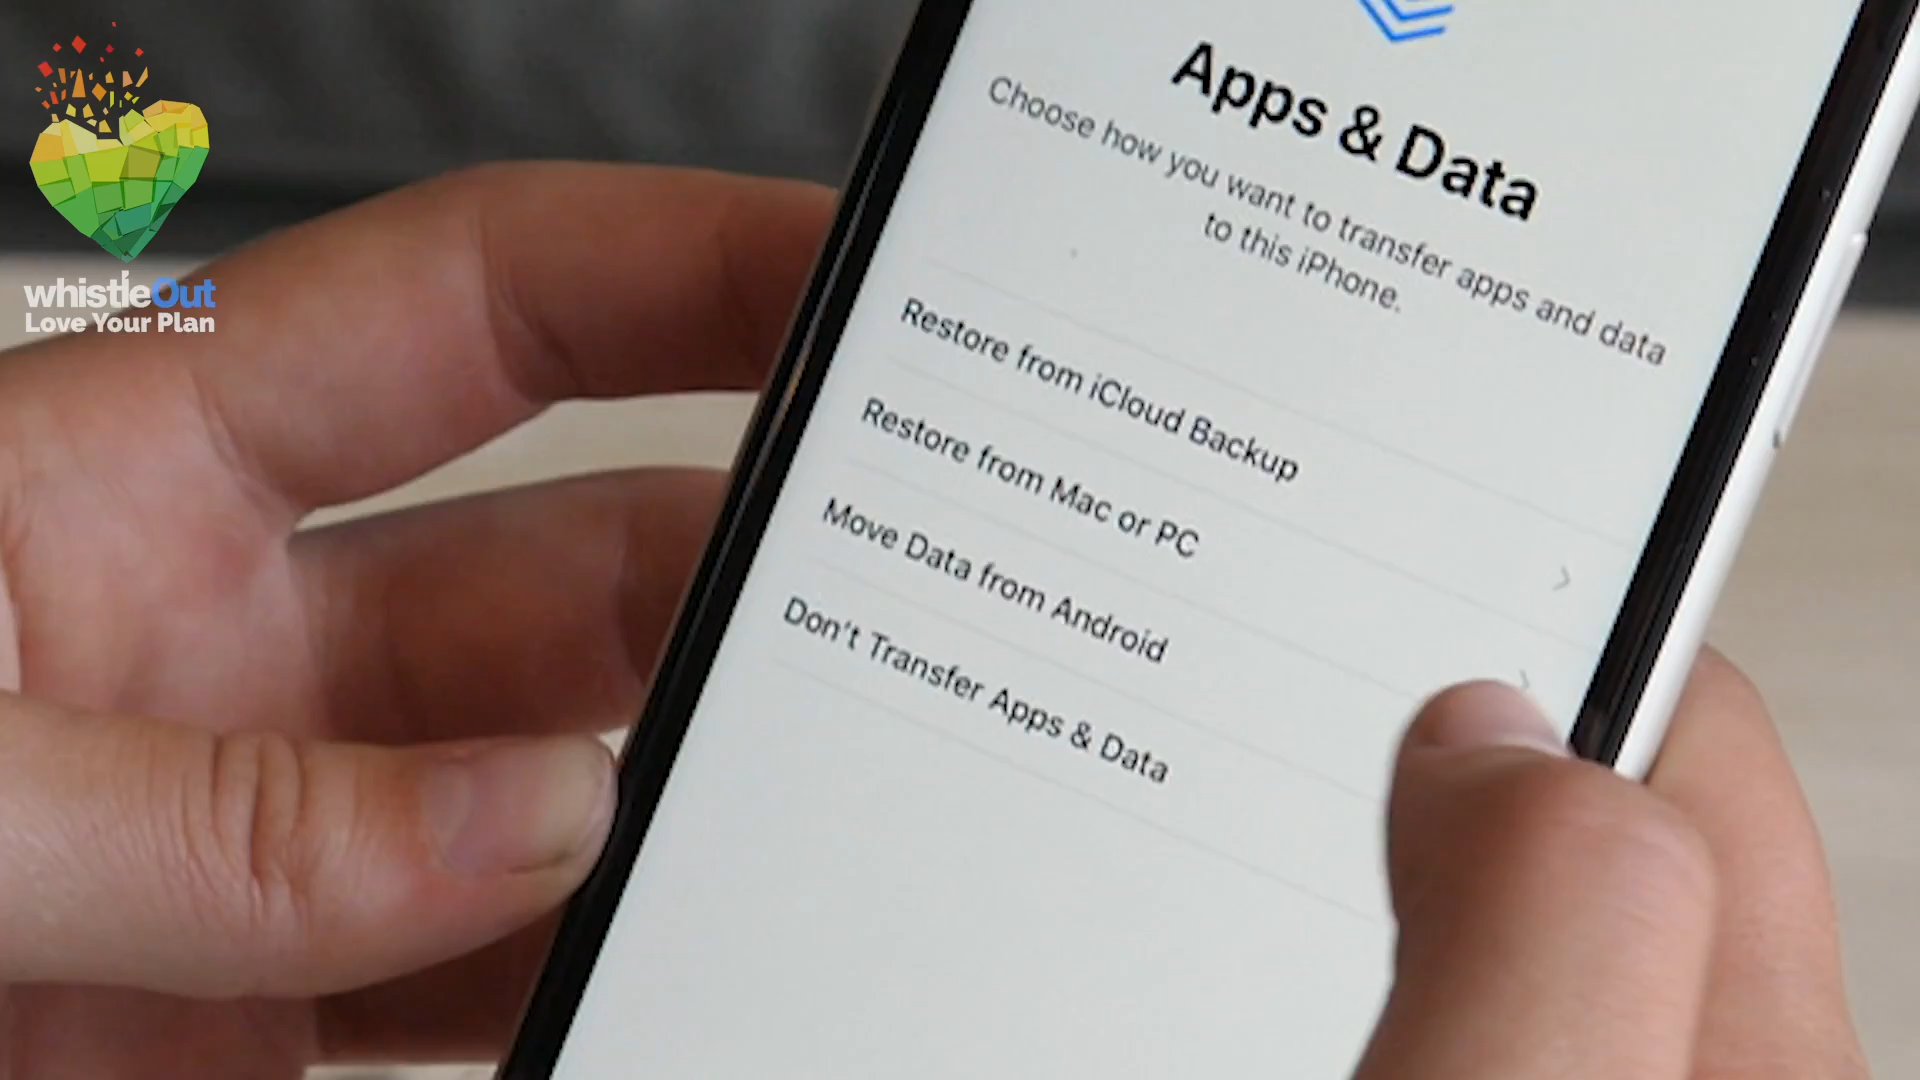 whistleOut
Love Your Plan
Apps & Data
Choose how you want to transfer apps and data
to this iPhone.
Restore from iCloud Backup
Restore from Mac or PC
Move Data from Android
Don't Transfer Apps & Data